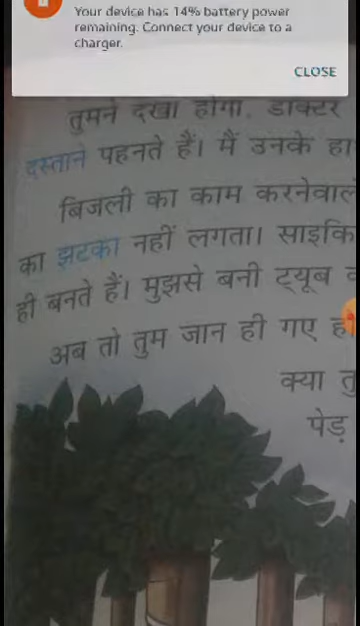 Your device has 14% battery power
remaining. Connect your device to a
charger.
CLOSE
तुमने देखा होगा, डाक्टर
दस्ताने पहनते हैं। मैं उनके
बिजली का काम करनेवाले
का झटका नहीं लगता।
ही बनते हैं। मुझसे बनी ट्यूब
अब तो तुम जान ही गए
क्या
पेड़